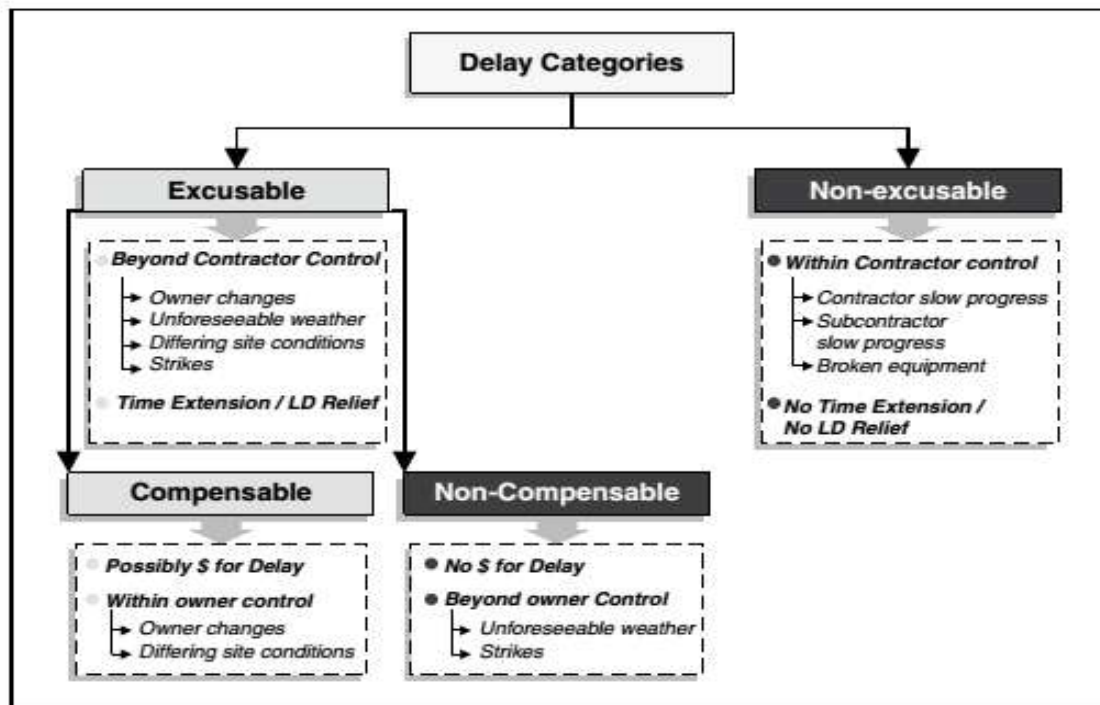 Delay Categories
Excusable
Non-excusable
Beyond Contractor Control
Owner changes
Unforeseeable weather
Differing site conditions
Strikes
Time Extension / LD Relief
Within Contractor control
Contractor slow progress
Subcontractor
slow progress
Broken equipment
No Time Extension /
No LD Relief
Compensable
Non-Compensable
Possibly $ for Delay
Within owner control
Owner changes
Differing site conditions
No $ for Delay
Beyond owner Control
Unforeseeable weather
Strikes